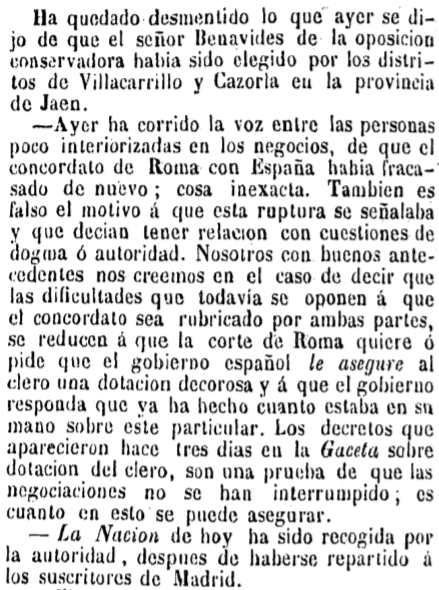 Ha quedado desmentido lo que ayer se di-
jo de que el señor Benavides de la oposicion
conservadora habia sido elegido por los distri-
tos de Villacarrillo y Cazorla en la provincia
de Jaen.
—Ayer ha corrido la voz entre las personas
poco interiorizadas en los negocios, de que el
concordato de Roma con España habia fraca-
sado de nuevo; cosa inexacta. Tambien es
falso el motivo á que esta ruptura se señalaba
y que decian tener relacion con cuestiones de
dogma ó autoridad. Nosotros con buenos ante-
cedentes nos creemos en el caso de decir que
las dificultades que todavía se oponen á que
el concordato sea rubricado por ambas partes,
se reducen á que la corte de Roma quiere ó
pide que el gobierno español le asegure al
clero una dotacion decorosa y á que el gobierno
responda que ya ha hecho cuanto estaba en su
mano sobre este particular. Los decretos que
aparecieron hace tres dias en la Gaceta sobre
dotacion del clero, son una prueba de que las
negociaciones no se han interrumpido; es
cuanto en esto se puede asegurar.
— La Nacion de hoy ha sido recogida por
la autoridad, despues de haberse repartido á
los suscritores de Madrid.